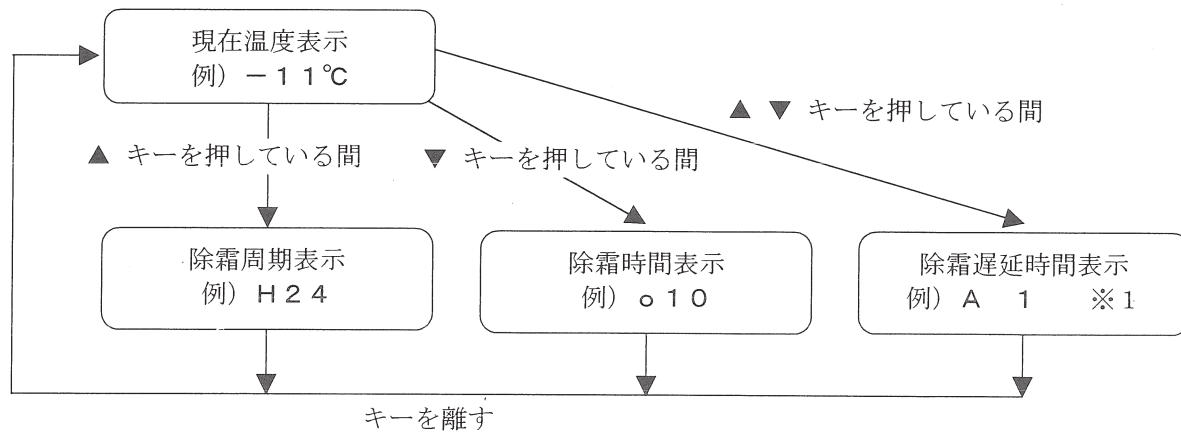 現在温度表示
例）－１１℃
▲ ▼ キーを押している間
▲ キーを押している間
▼ キーを押している間
除霜周期表示
例）Ｈ２４
除霜時間表示
例）ｏ１０
除霜遅延時間表示
例）Ａ　１　　※１
キーを離す